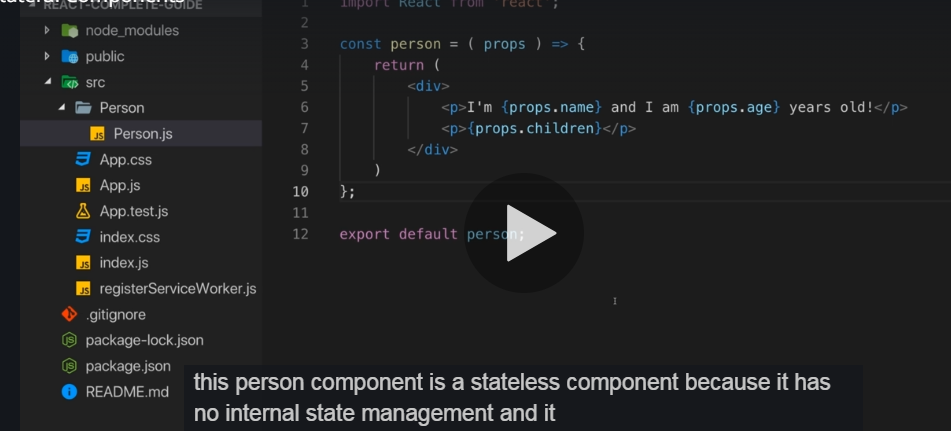 REACT-COMPLETE-GUIDE
node_modules
public
src
Person
Person.js
App.css
App.js
App.test.js
index.css
index.js
registerServiceWorker.js
.gitignore
package-lock.json
package.json
README.md
1 import React from 'react';
2
3 const person = ( props ) => {
4 return (
5 <div>
6 <p>I'm {props.name} and I am {props.age} years old!</p>
7 <p>{props.children}</p>
8 </div>
9 )
10 };
11
12 export default person;
this person component is a stateless component because it has
no internal state management and it